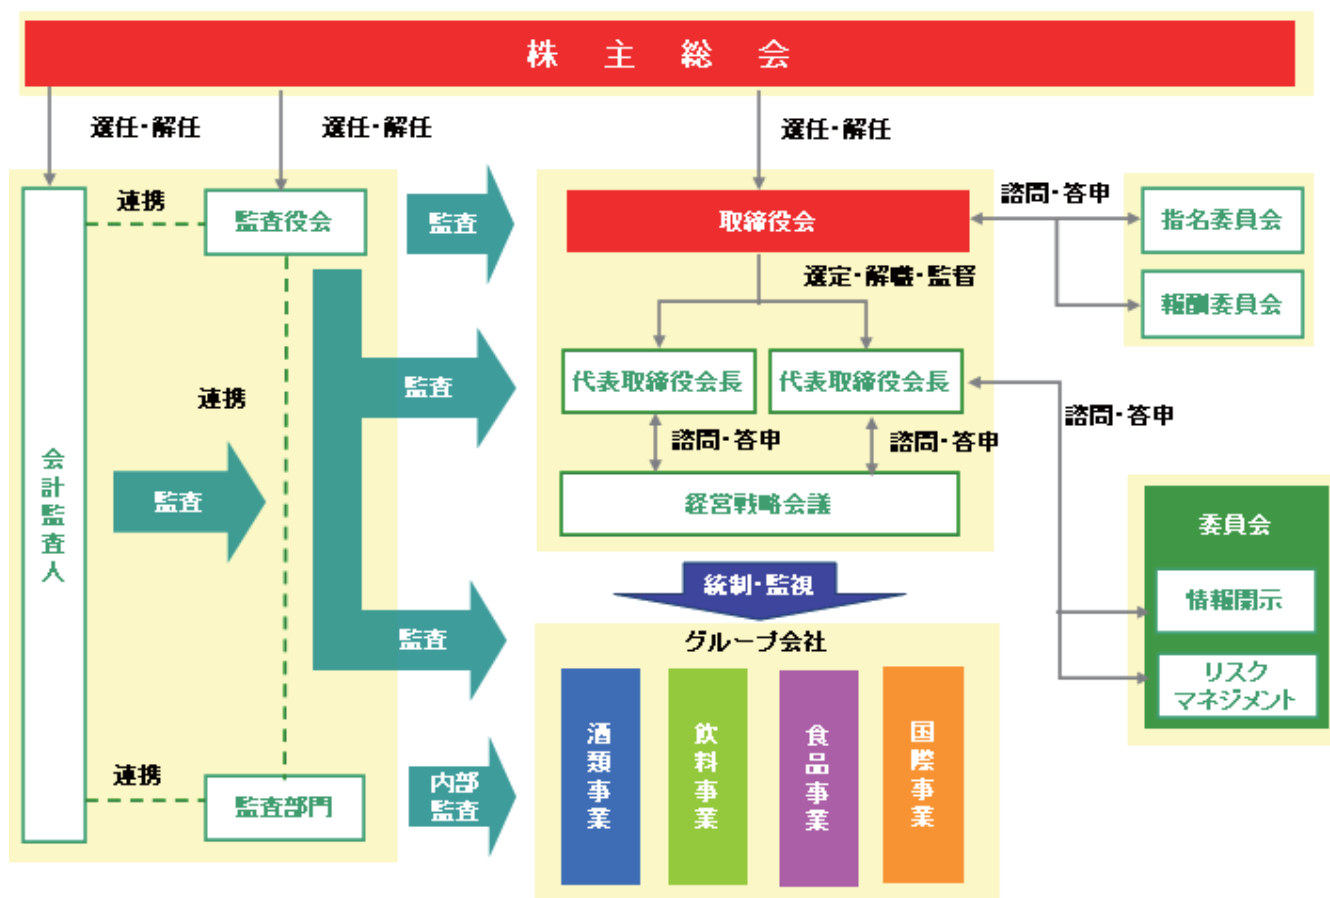 株主総会
選任・解任
選任・解任
選任・解任
連携
監査役会
監査
取締役会
諮問・答申
指名委員会
選定・解職・監督
報酬委員会
代表取締役会長
代表取締役会長
監査
連携
諮問・答申
諮問・答申
諮問・答申
会計監査人
監査
経営戦略会議
委員会
統制・監視
情報開示
監査
グループ会社
リスク
マネジメント
酒類事業
飲料事業
食品事業
国際事業
連携
監査部門
内部
監査